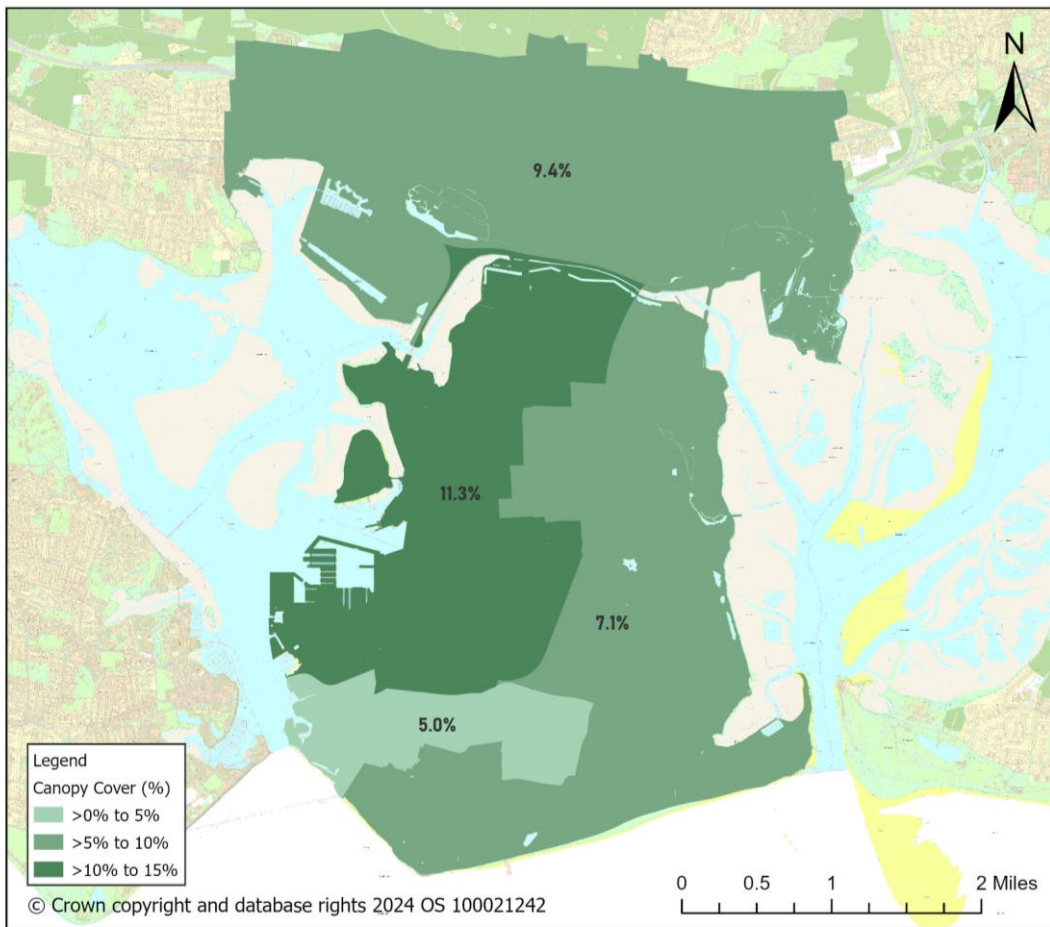 N
9.4%
11.3%
7.1%
5.0%
Legend
Canopy Cover (%)
>0% to 5%
>5% to 10%
>10% to 15%
0 0.5 1 2 Miles
© Crown copyright and database rights 2024 OS 100021242